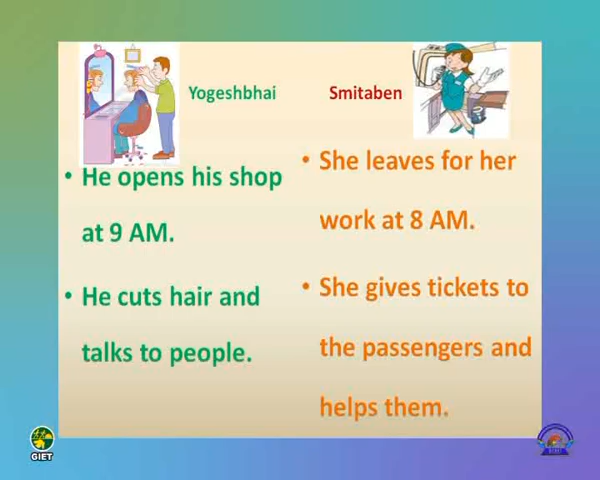 Yogeshbhai
• He opens his shop
at 9 AM.
• He cuts hair and
talks to people.
Smitaben
• She leaves for her
work at 8 AM.
• She gives tickets to
the passengers and
helps them.
GIET